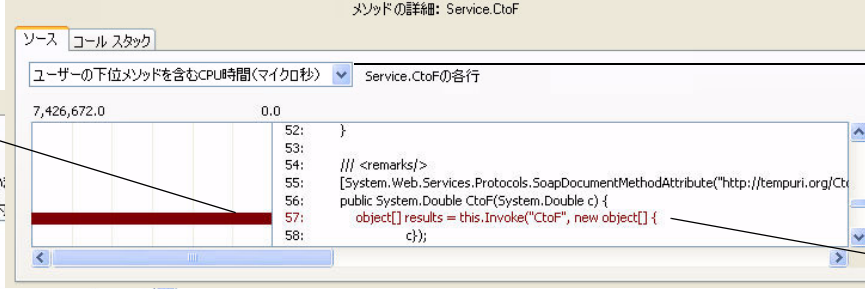 メソッドの詳細: Service.CtoF
ソース コール スタック
ユーザーの下位メソッドを含むCPU時間(マイクロ秒) Service.CtoFの各行
7,426,672.0 0.0
52: }
53:
54: /// <remarks/>
55: [System.Web.Services.Protocols.SoapDocumentMethodAttribute("http://tempuri.org/Cto
56: public System.Double CtoF(System.Double c) {
57: object[] results = this.Invoke("CtoF", new object[] {
58: c});